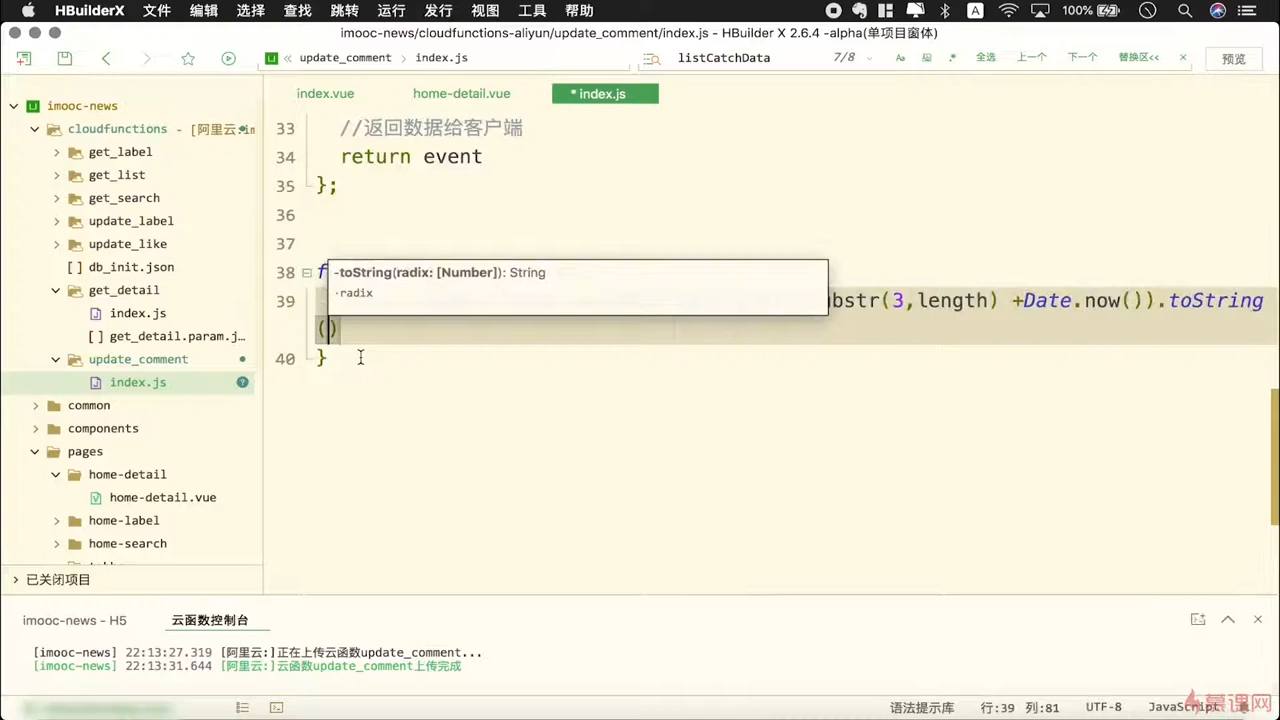 HBuilderX 文件 编辑 选择 查找 跳转 运行 发行 视图 工具 帮助 A 100%
imooc-news/cloudfunctions-aliyun/update_comment/index.js - HBuilder X 2.6.4 -alpha(单项目窗体)
update_comment index.js listCatchData 7/8 Aa .* 全选 上一个 下一个 替换区<< 预览
index.vue home-detail.vue * index.js
imooc-news
cloudfunctions - [阿里云:im
get_label
get_list
get_search
update_label
update_like
[ ] db_init.json
get_detail
index.js
[ ] get_detail.param.j...
update_comment
index.js
common
components
pages
home-detail
home-detail.vue
home-label
home-search
已关闭项目
33 //返回数据给客户端
34 return event
35 };
36
37
38 f
-toString(radix: [Number]): String
·radix
39 bstr(3,length) +Date.now()).toString
()
40 }
imooc-news - H5 云函数控制台
[imooc-news] 22:13:27.319 [阿里云:]正在上传云函数update_comment...
[imooc-news] 22:13:31.644 [阿里云:]云函数update_comment上传完成
语法提示库 行:39 列:81 UTF-8 JavaScript
慕课网